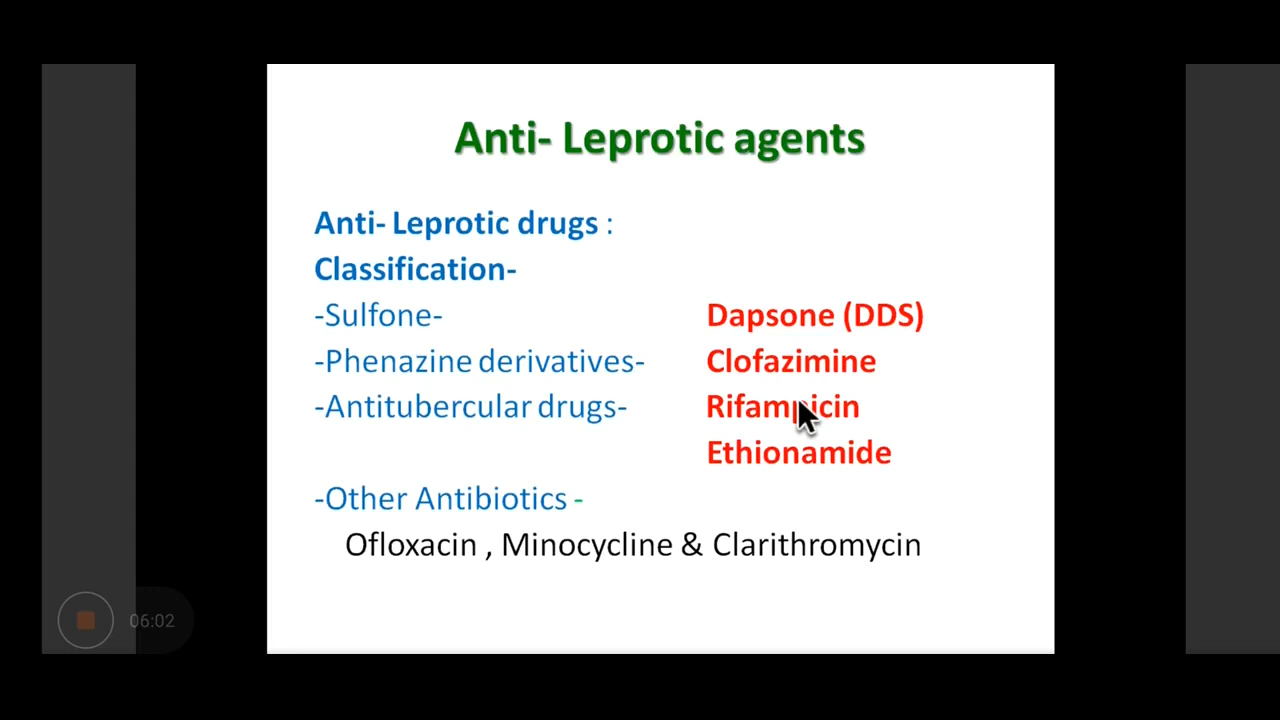 Anti- Leprotic agents
Anti- Leprotic drugs :
Classification-
-Sulfone- Dapsone (DDS)
-Phenazine derivatives- Clofazimine
-Antitubercular drugs- Rifampicin
Ethionamide
-Other Antibiotics -
Ofloxacin , Minocycline & Clarithromycin
06:02